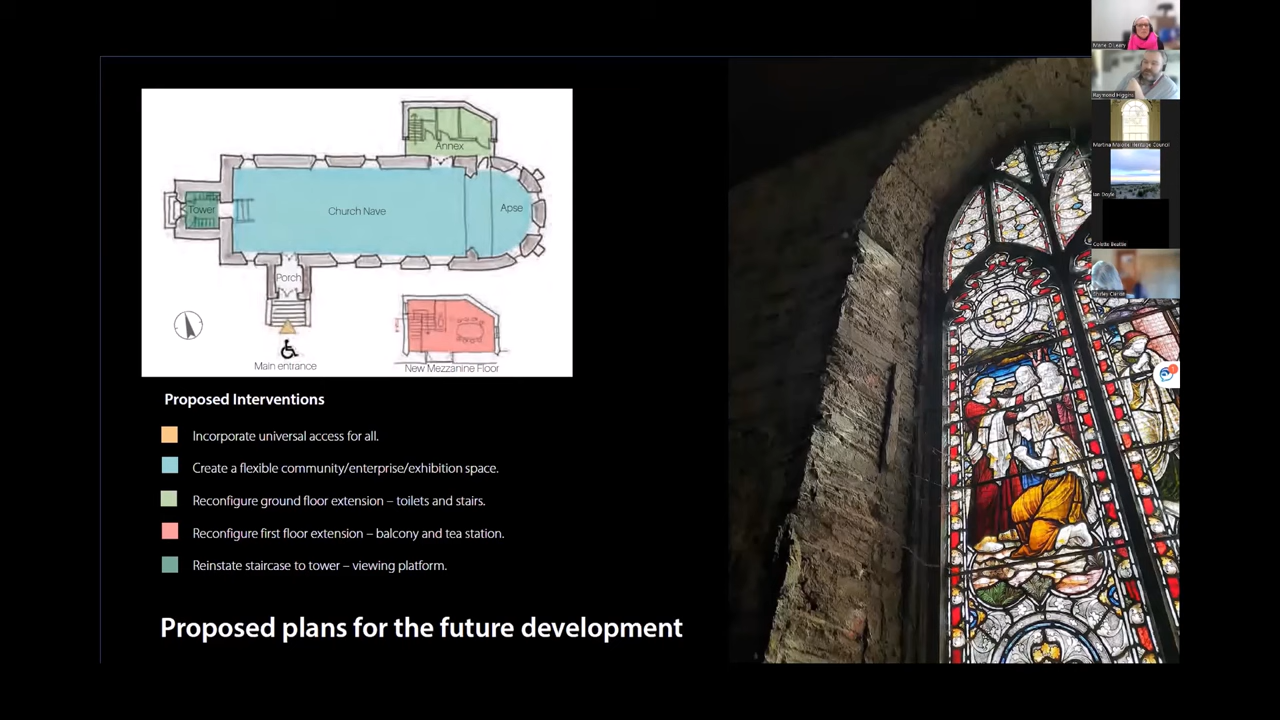 Annex
Tower
Church Nave
Apse
Porch
Main entrance
New Mezzanine Floor
Proposed Interventions
Incorporate universal access for all.
Create a flexible community/enterprise/exhibition space.
Reconfigure ground floor extension – toilets and stairs.
Reconfigure first floor extension – balcony and tea station.
Reinstate staircase to tower – viewing platform.
Proposed plans for the future development
Raymond Higgins
Ian Doyle
Colette Beattie